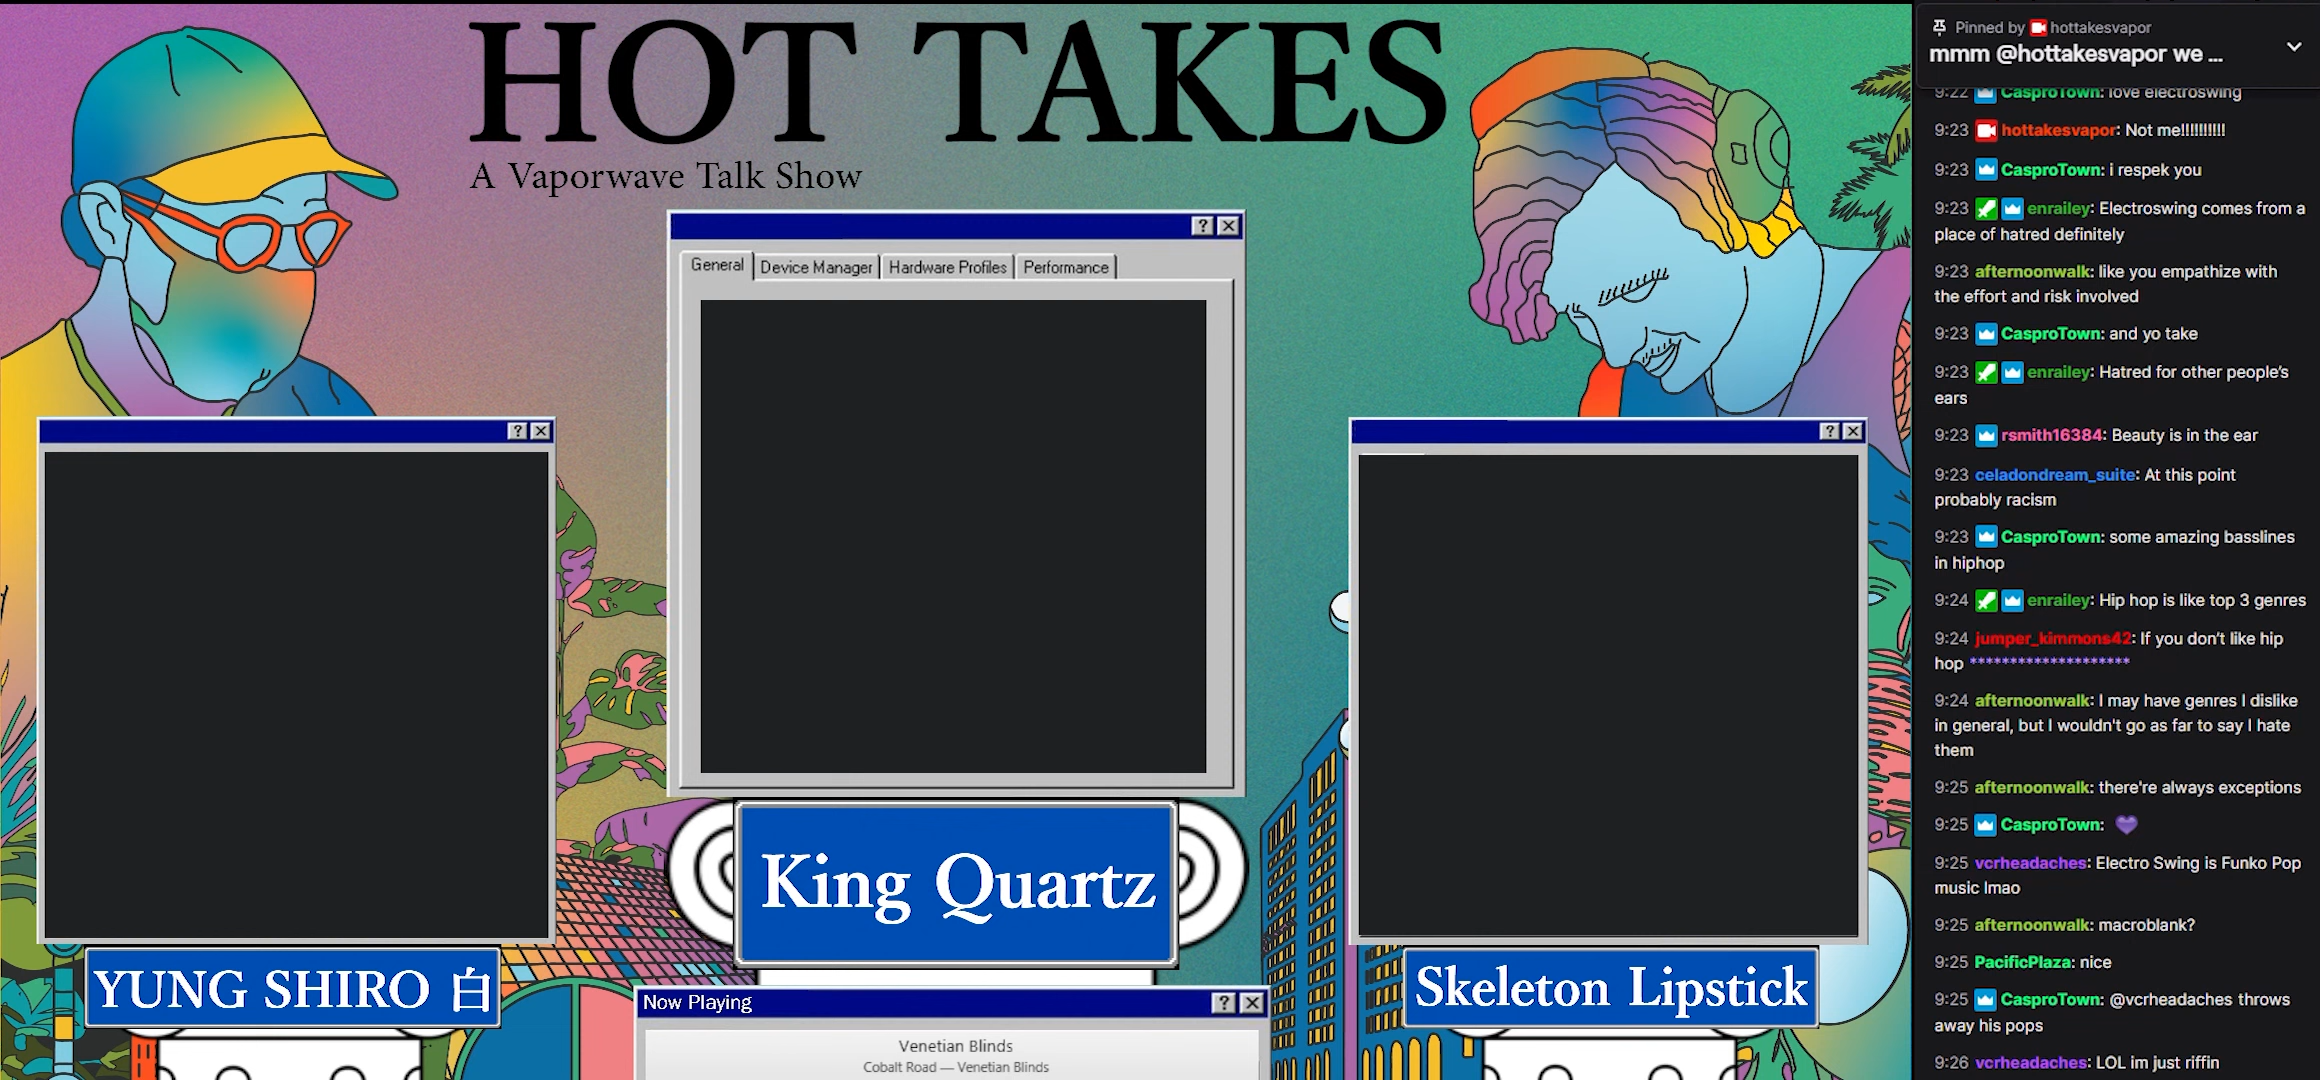 HOT TAKES
A Vaporwave Talk Show
General Device Manager Hardware Profiles Performance
King Quartz
YUNG SHIRO 白
Skeleton Lipstick
Now Playing
Venetian Blinds
Cobalt Road — Venetian Blinds
Pinned by hottakesvapor
mmm @hottakesvapor we ...
9:22 CasproTown: love electroswing
9:23 hottakesvapor: Not me!!!!!!!!!!
9:23 CasproTown: i respek you
9:23 enrailey: Electroswing comes from a
place of hatred definitely
9:23 afternoonwalk: like you empathize with
the effort and risk involved
9:23 CasproTown: and yo take
9:23 enrailey: Hatred for other people's
ears
9:23 rsmith16384: Beauty is in the ear
9:23 celadondream_suite: At this point
probably racism
9:23 CasproTown: some amazing basslines
in hiphop
9:24 enrailey: Hip hop is like top 3 genres
9:24 jumper_kimmons42: If you don't like hip
hop ********************
9:24 afternoonwalk: I may have genres I dislike
in general, but I wouldn't go as far to say I hate
them
9:25 afternoonwalk: there're always exceptions
9:25 CasproTown: 💜
9:25 vcrheadaches: Electro Swing is Funko Pop
music lmao
9:25 afternoonwalk: macroblank?
9:25 PacificPlaza: nice
9:25 CasproTown: @vcrheadaches throws
away his pops
9:26 vcrheadaches: LOL im just riffin